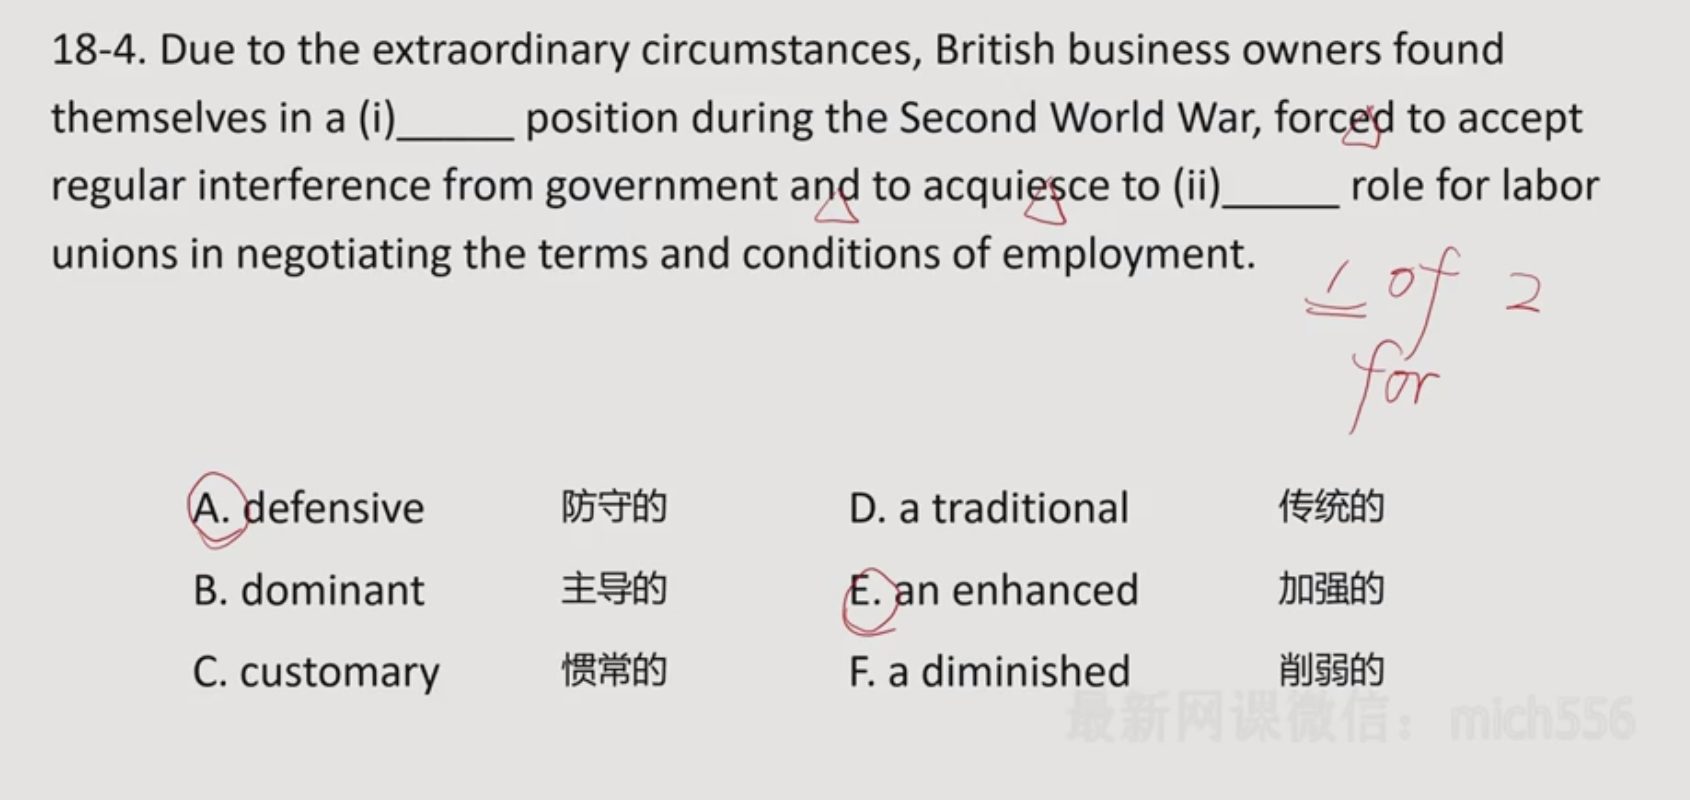 18-4. Due to the extraordinary circumstances, British business owners found
themselves in a (i)_____ position during the Second World War, forced to accept
regular interference from government and to acquiesce to (ii)_____ role for labor
unions in negotiating the terms and conditions of employment.
1 of 2
for
A. defensive 防守的 D. a traditional 传统的
B. dominant 主导的 E. an enhanced 加强的
C. customary 惯常的 F. a diminished 削弱的
最新网课微信：mich556